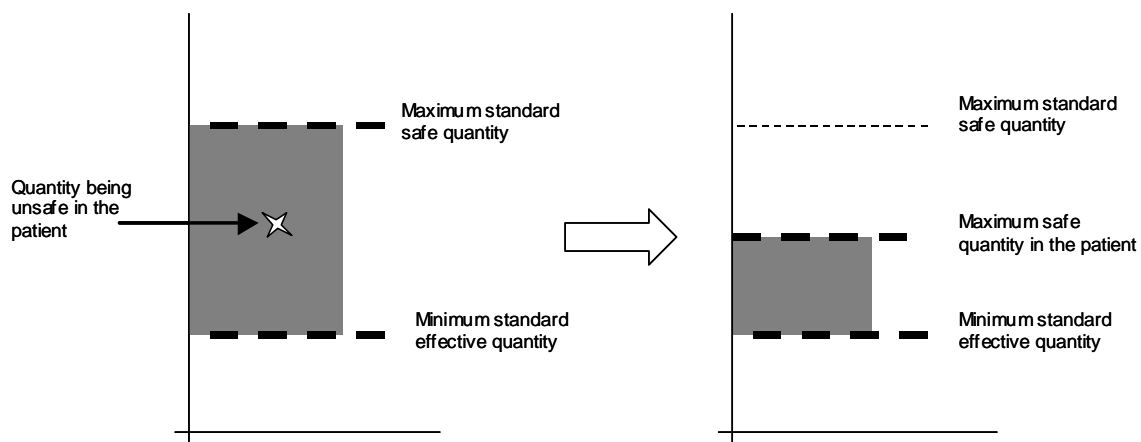 Maximum standard
safe quantity
Quantity being
unsafe in the
patient
Minimum standard
effective quantity
Maximum standard
safe quantity
Maximum safe
quantity in the patient
Minimum standard
effective quantity